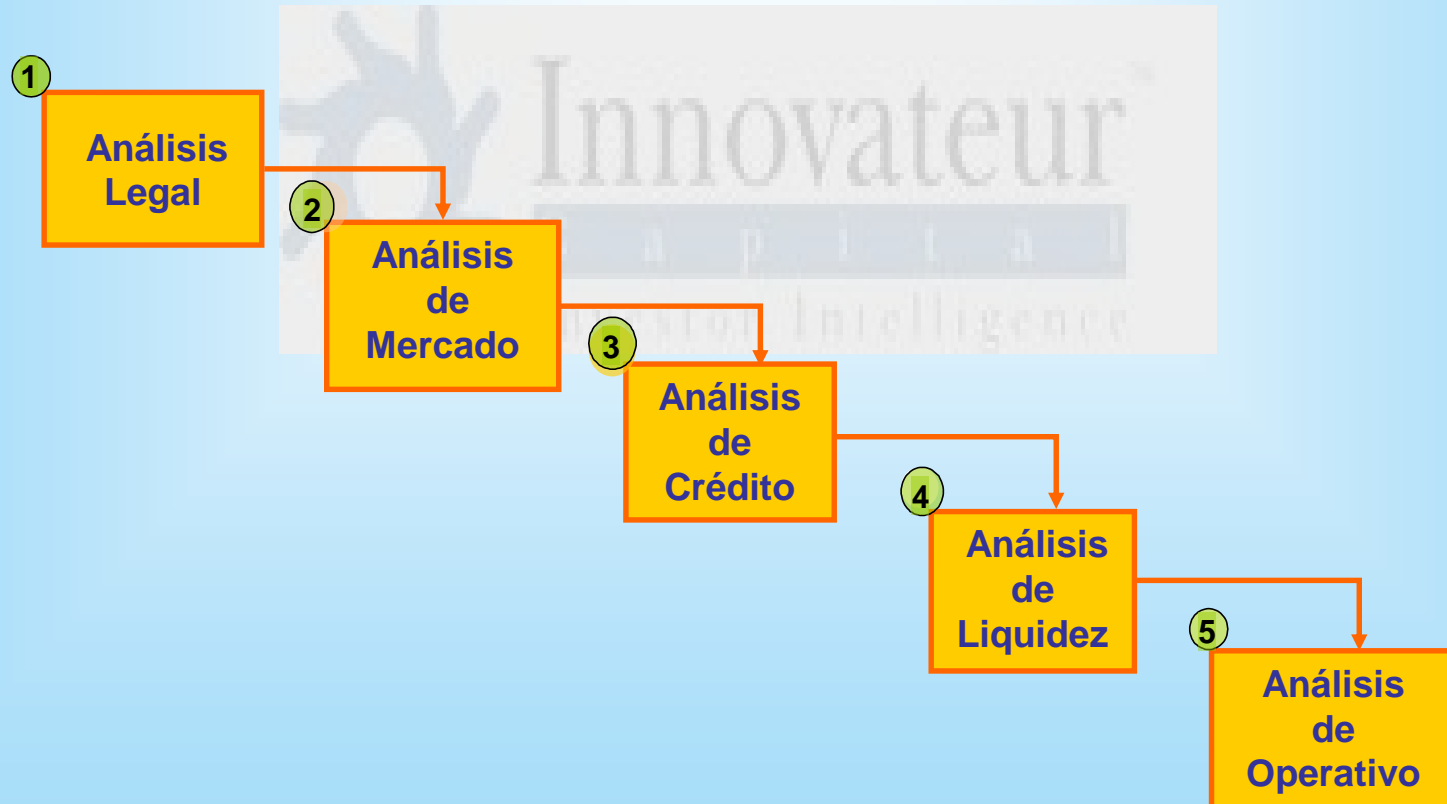 Innovateur
c a p i t a l
Intelligence
1
Análisis
Legal
2
Análisis
de
Mercado
3
Análisis
de
Crédito
4
Análisis
de
Liquidez
5
Análisis
de
Operativo